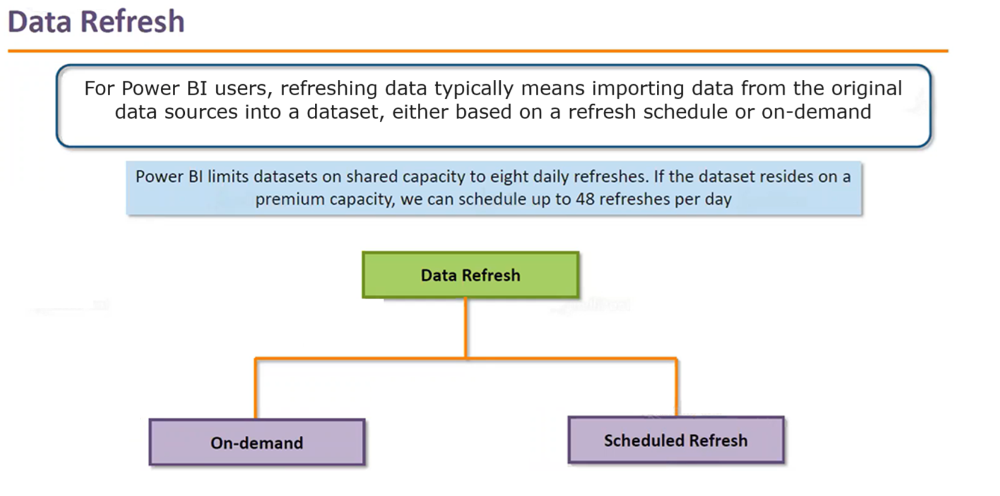 Data Refresh
For Power BI users, refreshing data typically means importing data from the original
data sources into a dataset, either based on a refresh schedule or on-demand
Power BI limits datasets on shared capacity to eight daily refreshes. If the dataset resides on a
premium capacity, we can schedule up to 48 refreshes per day
Data Refresh
On-demand
Scheduled Refresh